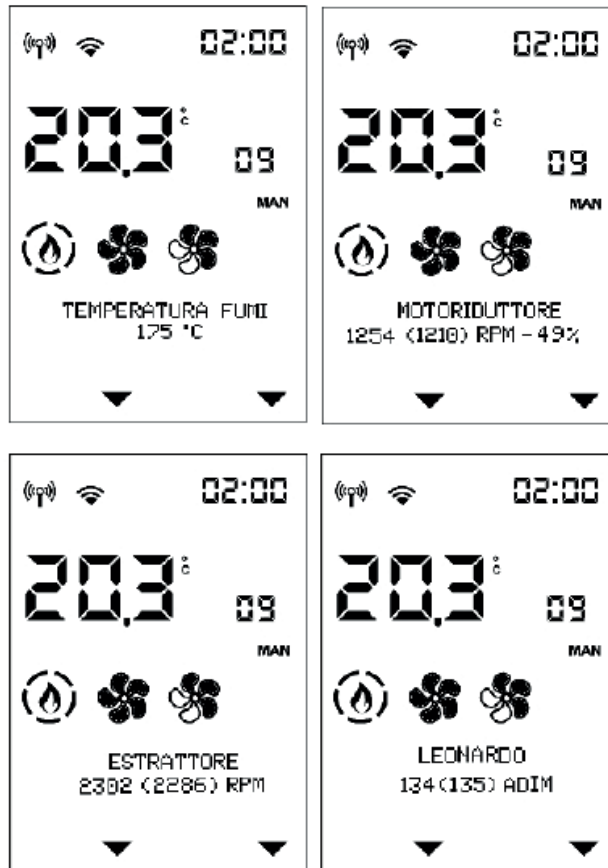 02:00
20.3 °C
09
MAN
TEMPERATURA FUMI
175 °C
02:00
20.3 °C
09
MAN
MOTORIDUTTORE
1254 (1210) RPM - 49%
02:00
20.3 °C
09
MAN
ESTRATTORE
2302 (2286) RPM
02:00
20.3 °C
09
MAN
LEONARDO
134(135) ADIM